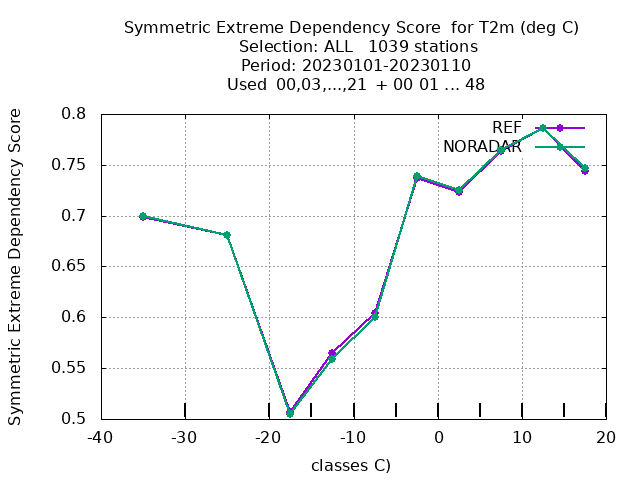 Symmetric Extreme Dependency Score  for T2m (deg C)
Selection: ALL   1039 stations
Period: 20230101-20230110
Used  00,03,...,21  + 00 01 ... 48
Symmetric Extreme Dependency Score
0.8
0.75
0.7
0.65
0.6
0.55
0.5
REF
NORADAR
-40 -30 -20 -10 0 10 20
classes C)